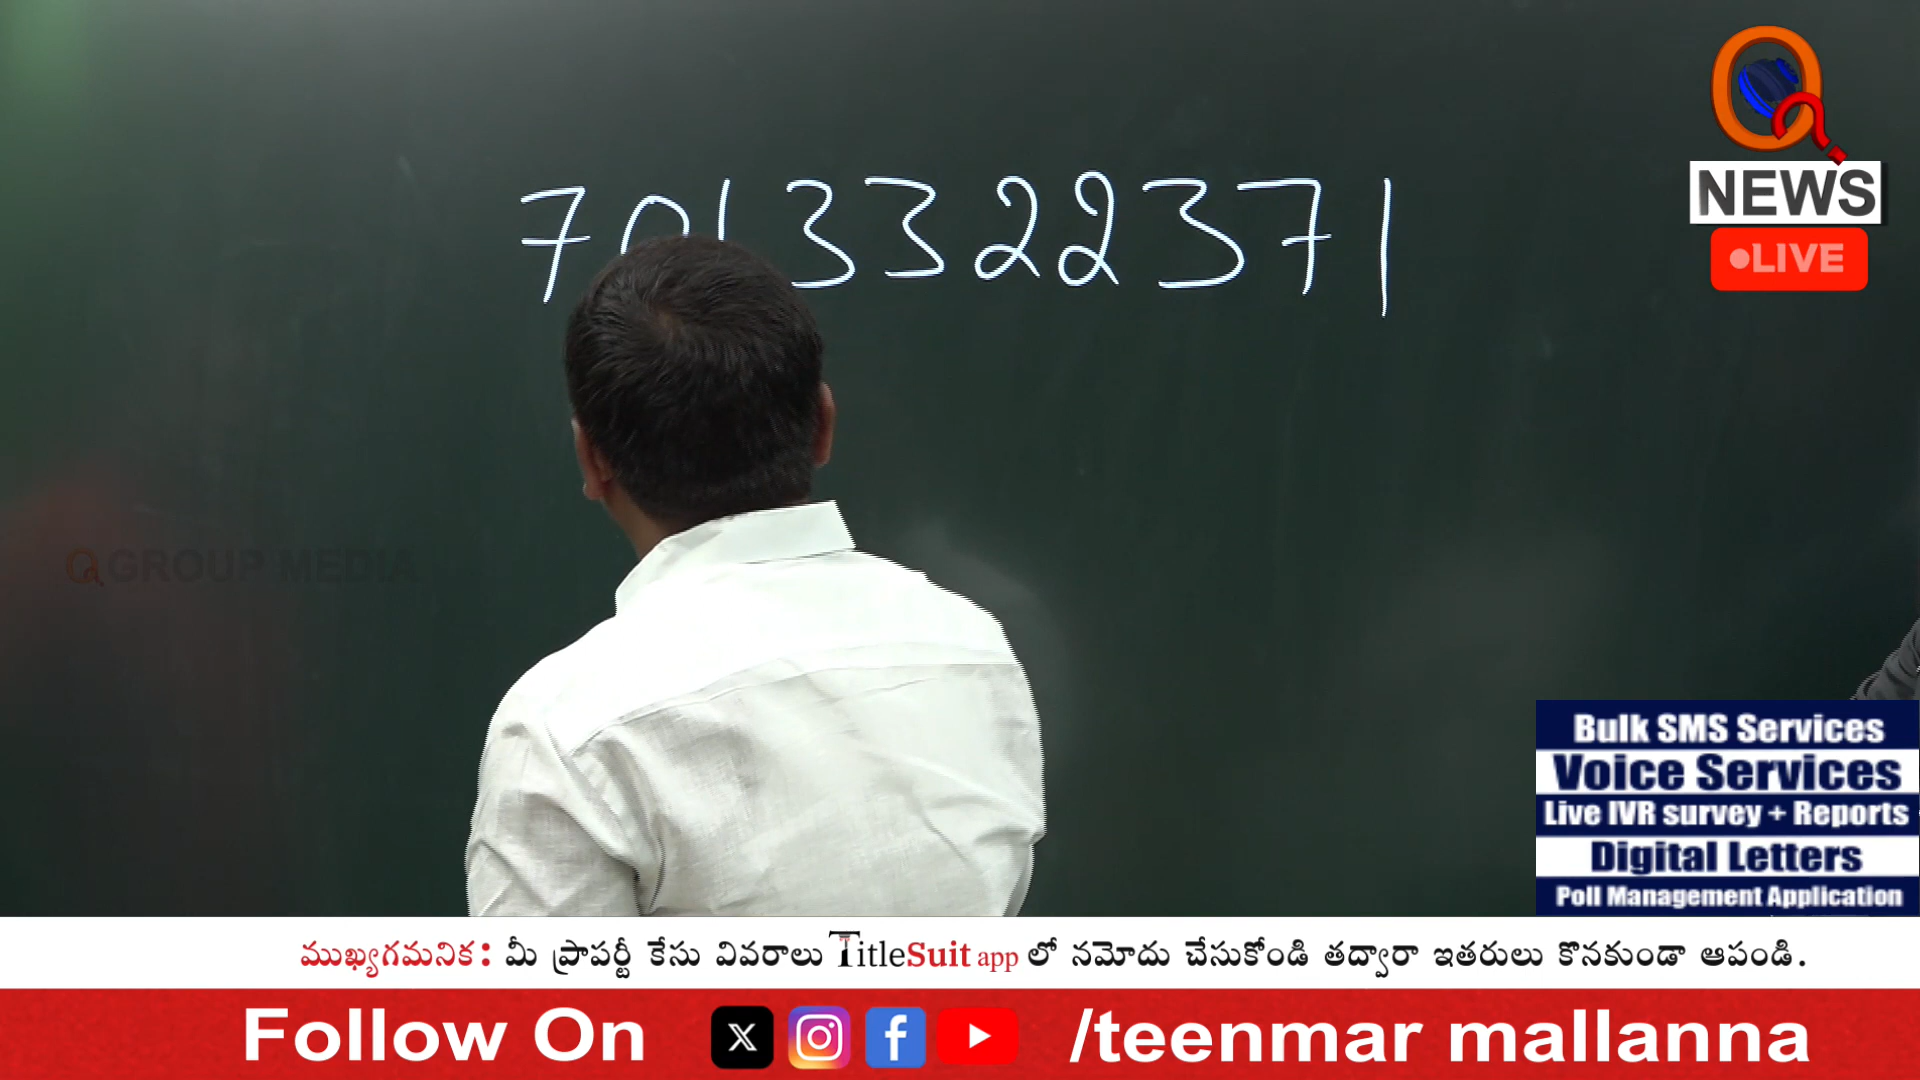 7013322371
Q
NEWS
LIVE
Q GROUP MEDIA
Bulk SMS Services
Voice Services
Live IVR survey + Reports
Digital Letters
Poll Management Application
ముఖ్యగమనిక: మీ ప్రాపర్టీ కేసు వివరాలు TitleSuit app లో నమోదు చేసుకోండి తద్వారా ఇతరులు కొనకుండా ఆపండి.
Follow On /teenmar mallanna